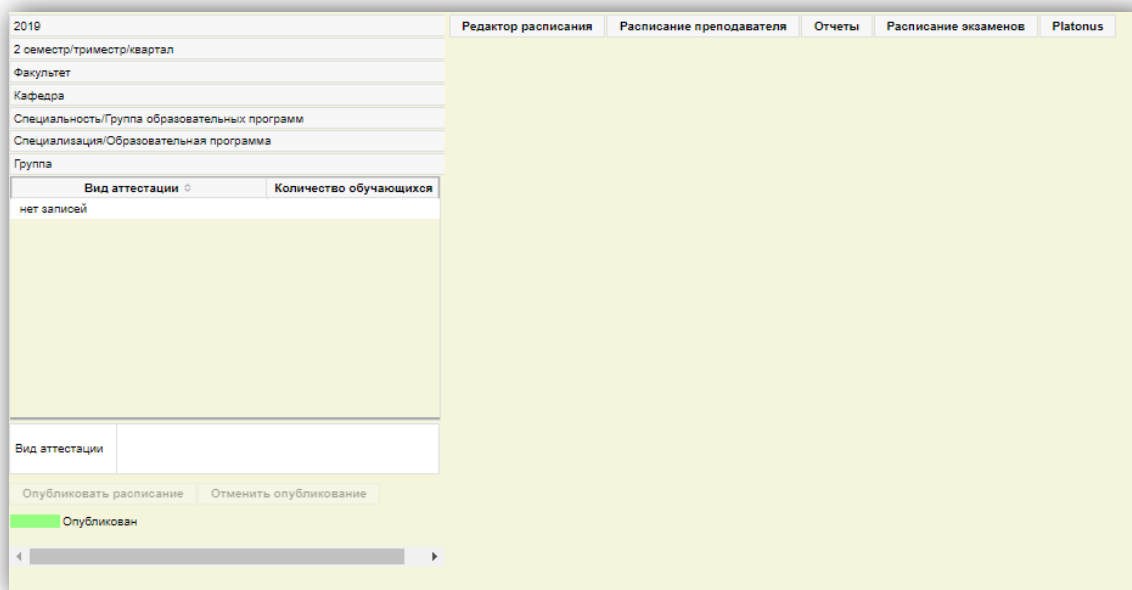 2019
Редактор расписания Расписание преподавателя Отчеты Расписание экзаменов Platonus
2 семестр/триместр/квартал
Факультет
Кафедра
Специальность/Группа образовательных программ
Специализация/Образовательная программа
Группа
Вид аттестации Количество обучающихся
нет записей
Вид аттестации
Опубликовать расписание Отменить опубликование
Опубликован